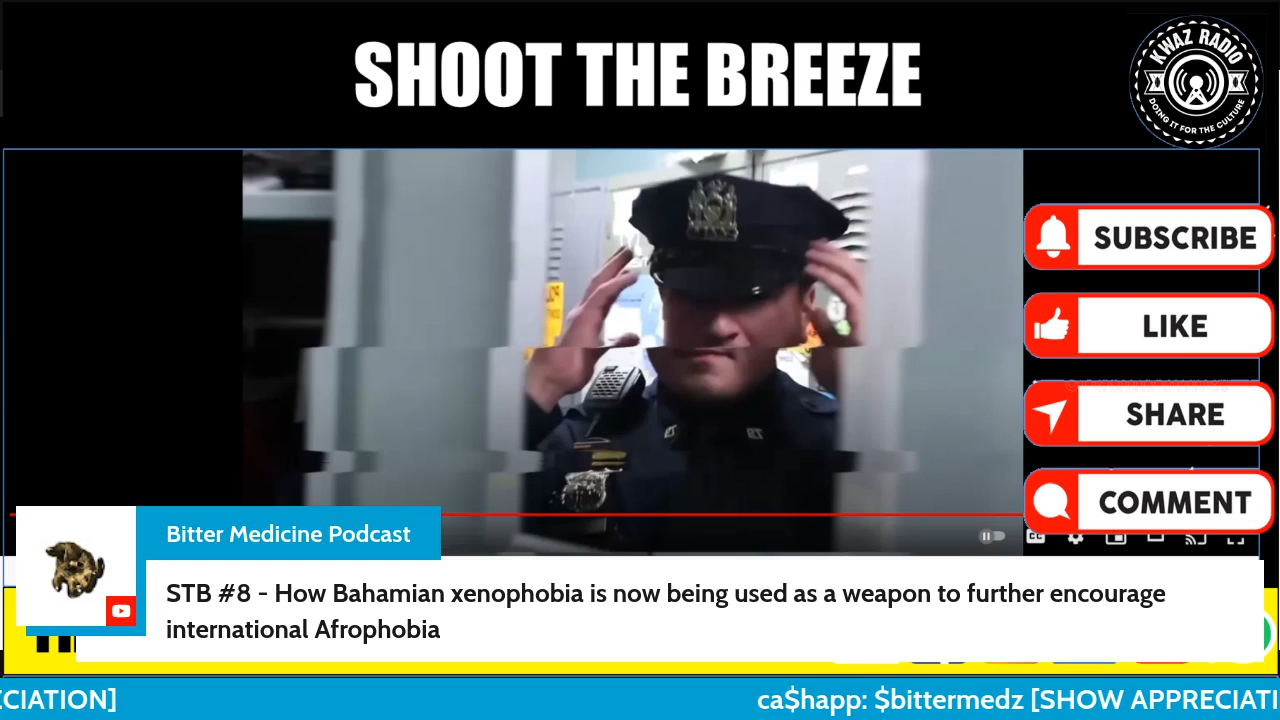 SHOOT THE BREEZE
KWAZ RADIO
DOING IT FOR THE CULTURE
SUBSCRIBE
LIKE
SHARE
COMMENT
CC
Bitter Medicine Podcast
STB #8 - How Bahamian xenophobia is now being used as a weapon to further encourage
international Afrophobia
ECIATION]
ca$happ: $bittermedz [SHOW APPRECIATI